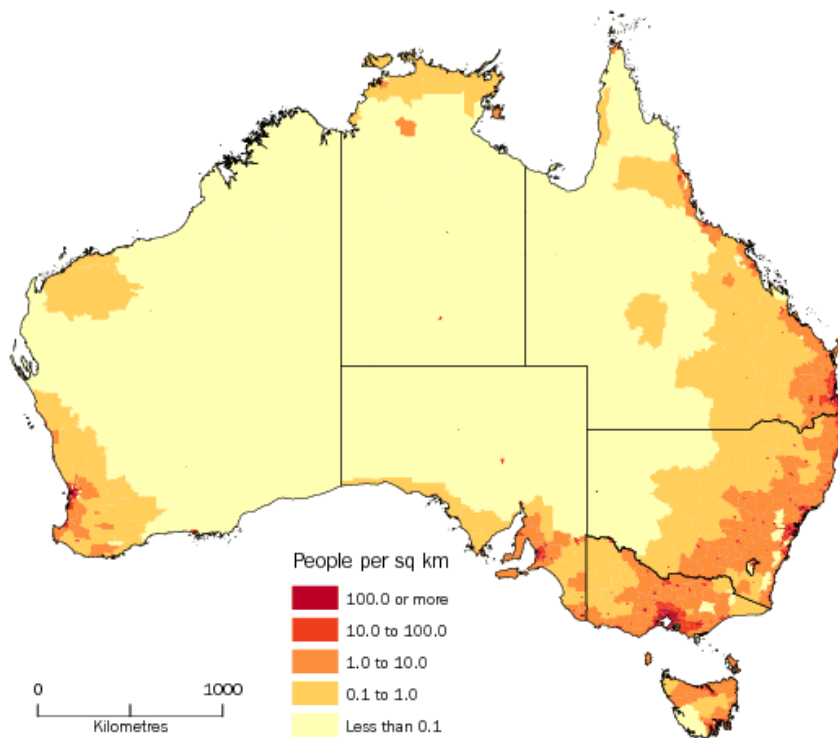 People per sq km
100.0 or more
10.0 to 100.0
1.0 to 10.0
0.1 to 1.0
Less than 0.1
0 1000
Kilometres